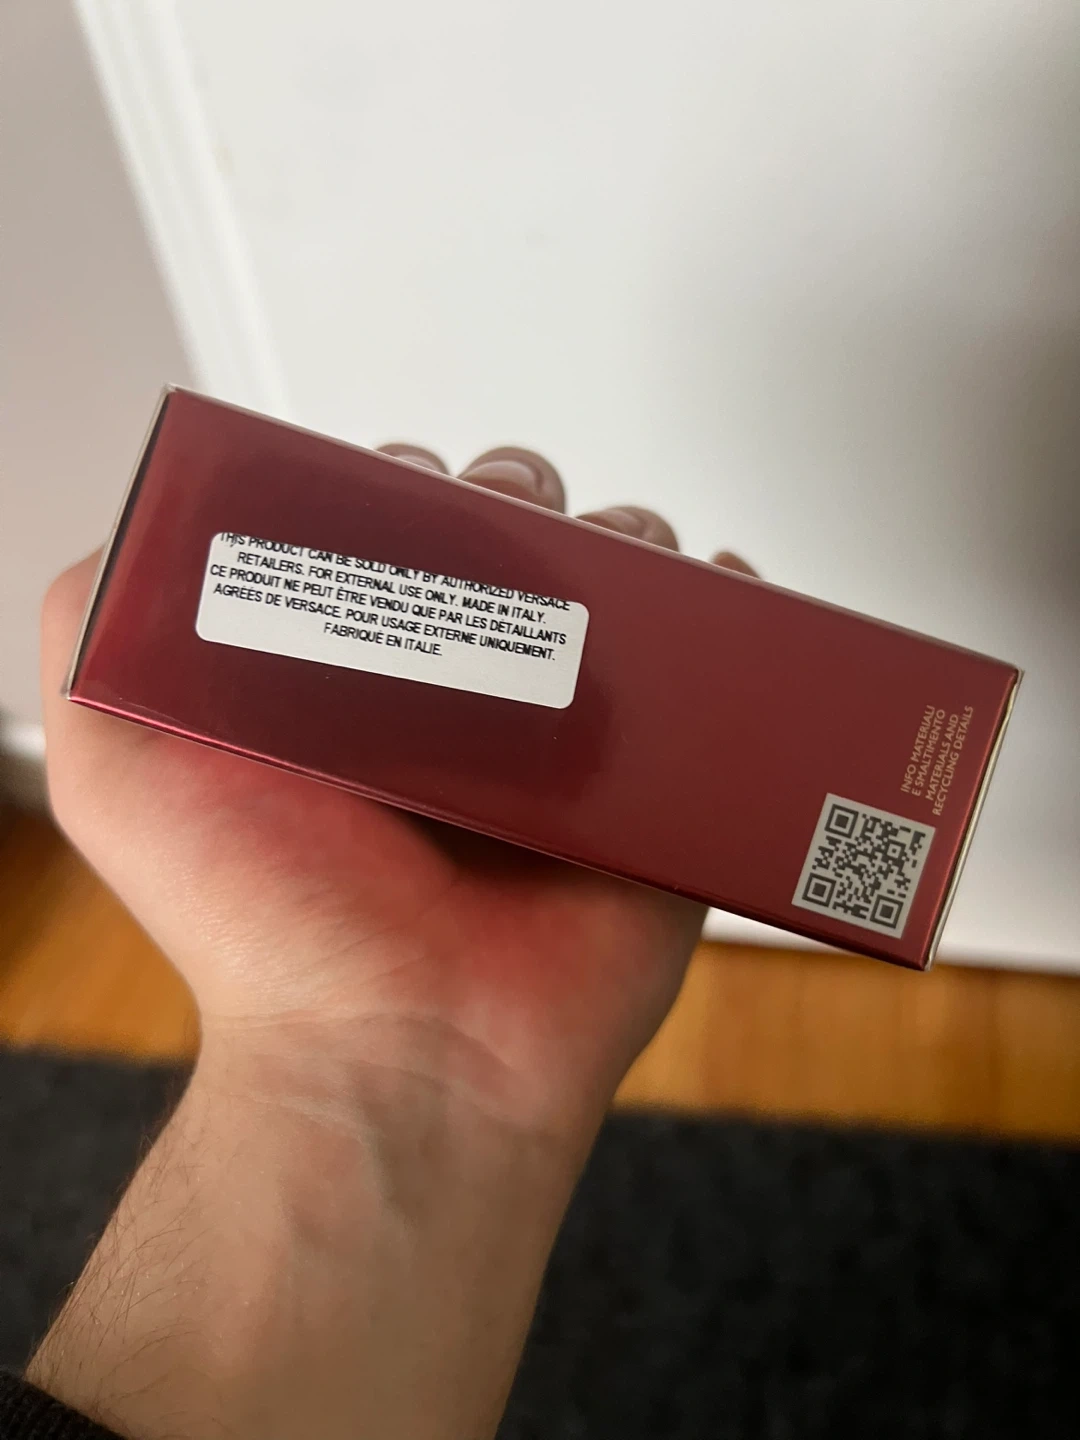 THIS PRODUCT CAN BE SOLD ONLY BY AUTHORIZED VERSACE
RETAILERS. FOR EXTERNAL USE ONLY. MADE IN ITALY.
CE PRODUIT NE PEUT ÊTRE VENDU QUE PAR LES DÉTAILLANTS
AGRÉÉS DE VERSACE. POUR USAGE EXTERNE UNIQUEMENT.
FABRIQUÉ EN ITALIE.
INFO MATERIALI
E SMALTIMENTO
MATERIALS AND
RECYCLING DETAILS